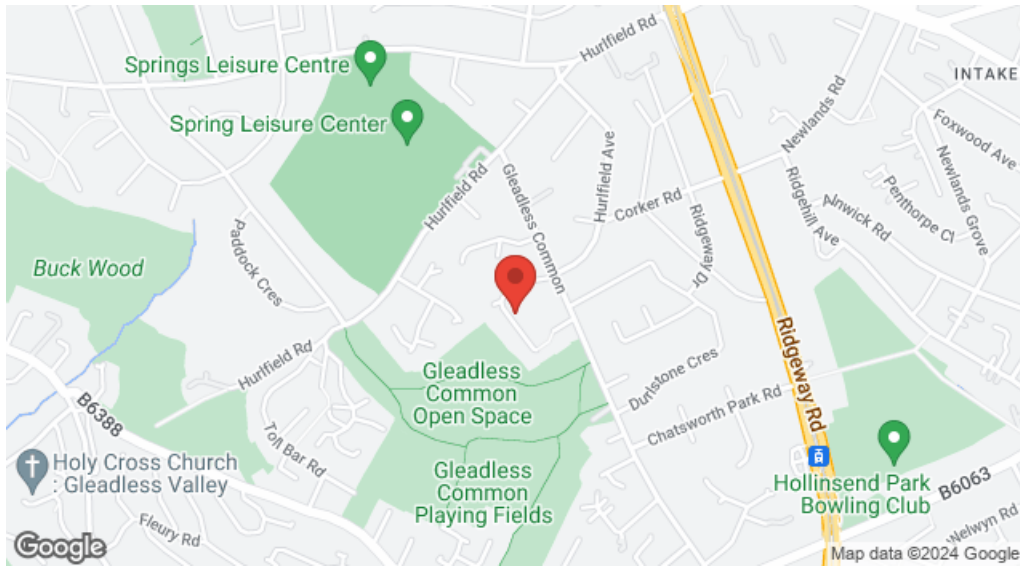 Hurlfield Rd
Springs Leisure Centre
INTAKE
Spring Leisure Center
Newlands Rd
Foxwood Ave
Hurlfield Rd
Gleadless Common
Hurlfield Ave
Newlands Grove
Penthorpe Cl
Corker Rd
Alnwick Rd
Ridgehill Ave
Ridgeway Dr
Paddock Cres
Buck Wood
Ridgeway Rd
Hurlfield Rd
Gleadless
Common
Open Space
Dunstone Cres
Chatsworth Park Rd
B6388
Toll Bar Rd
Holy Cross Church
: Gleadless Valley
Gleadless
Common
Playing Fields
Hollinsend Park
Bowling Club
B6063
Welwyn Rd
Fleury Rd
Google
Map data ©2024 Google